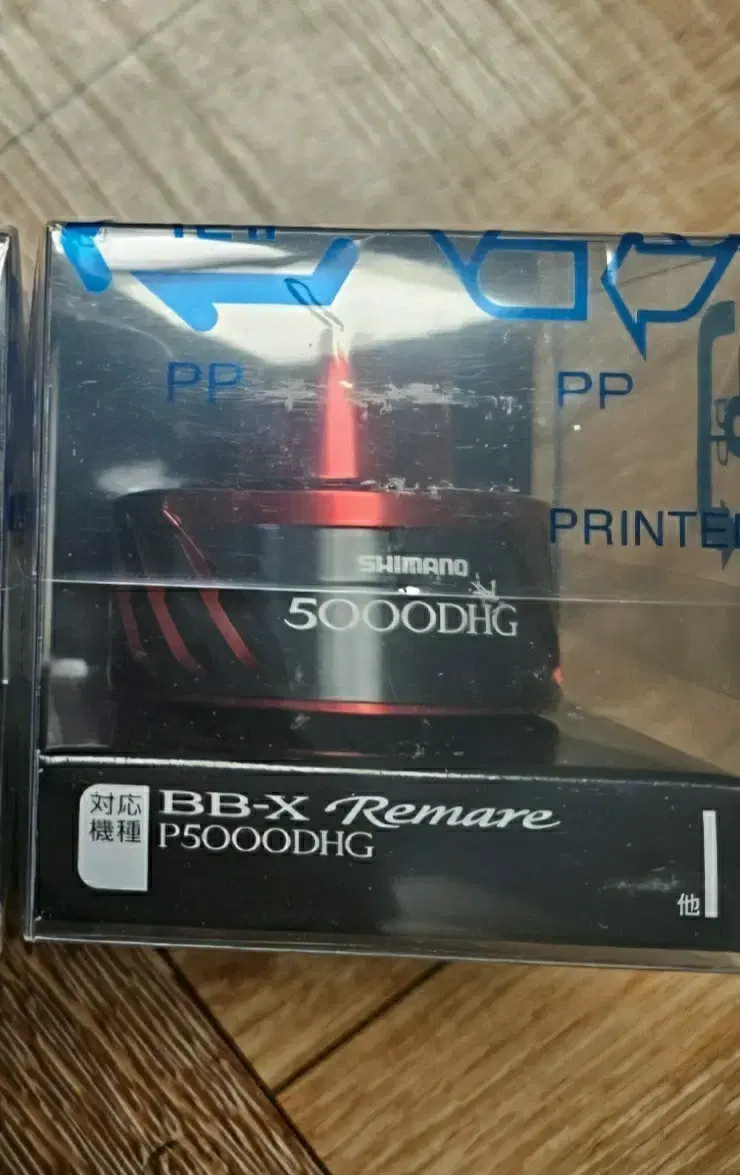 PP
PP
PRINTE
SHIMANO
5000DHG
対応
機種
BB-X Remare
P5000DHG
他